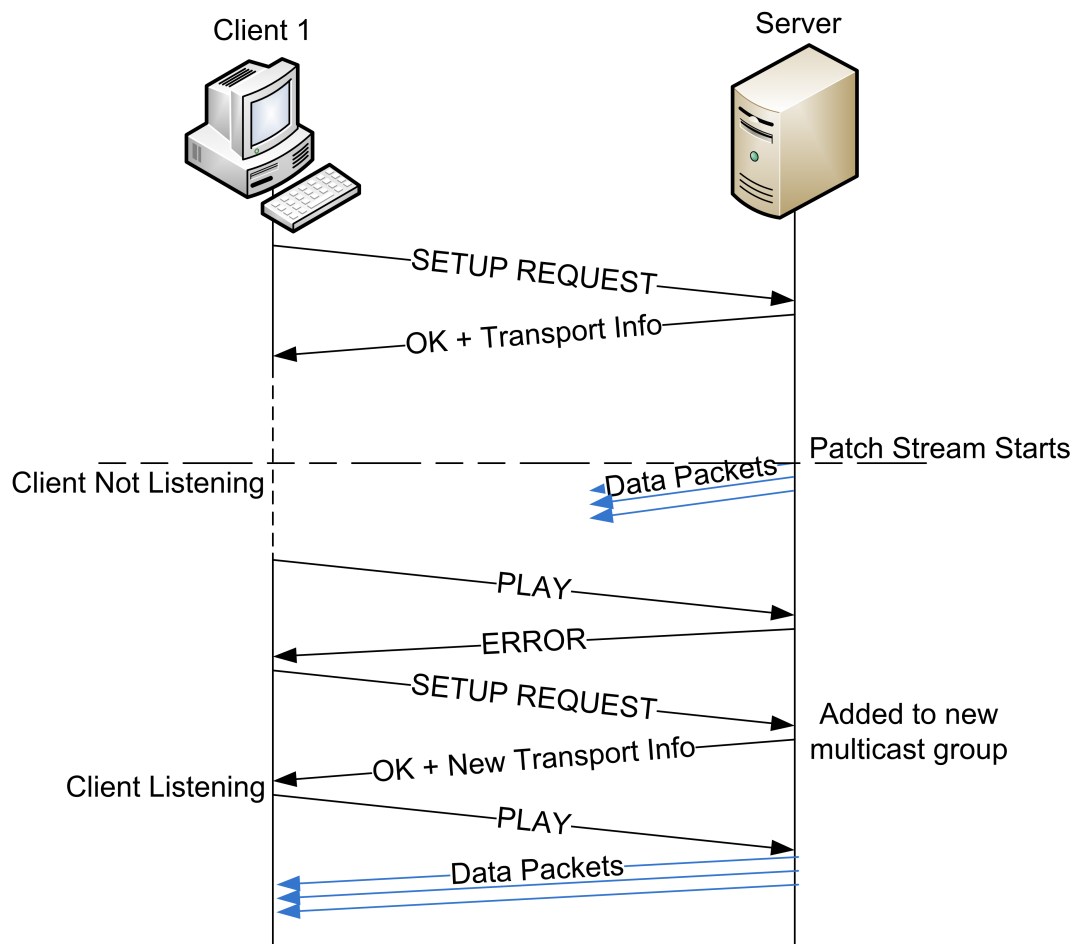 Client 1
Server
SETUP REQUEST
OK + Transport Info
Patch Stream Starts
Client Not Listening
Data Packets
PLAY
ERROR
SETUP REQUEST
Added to new
multicast group
OK + New Transport Info
Client Listening
PLAY
Data Packets